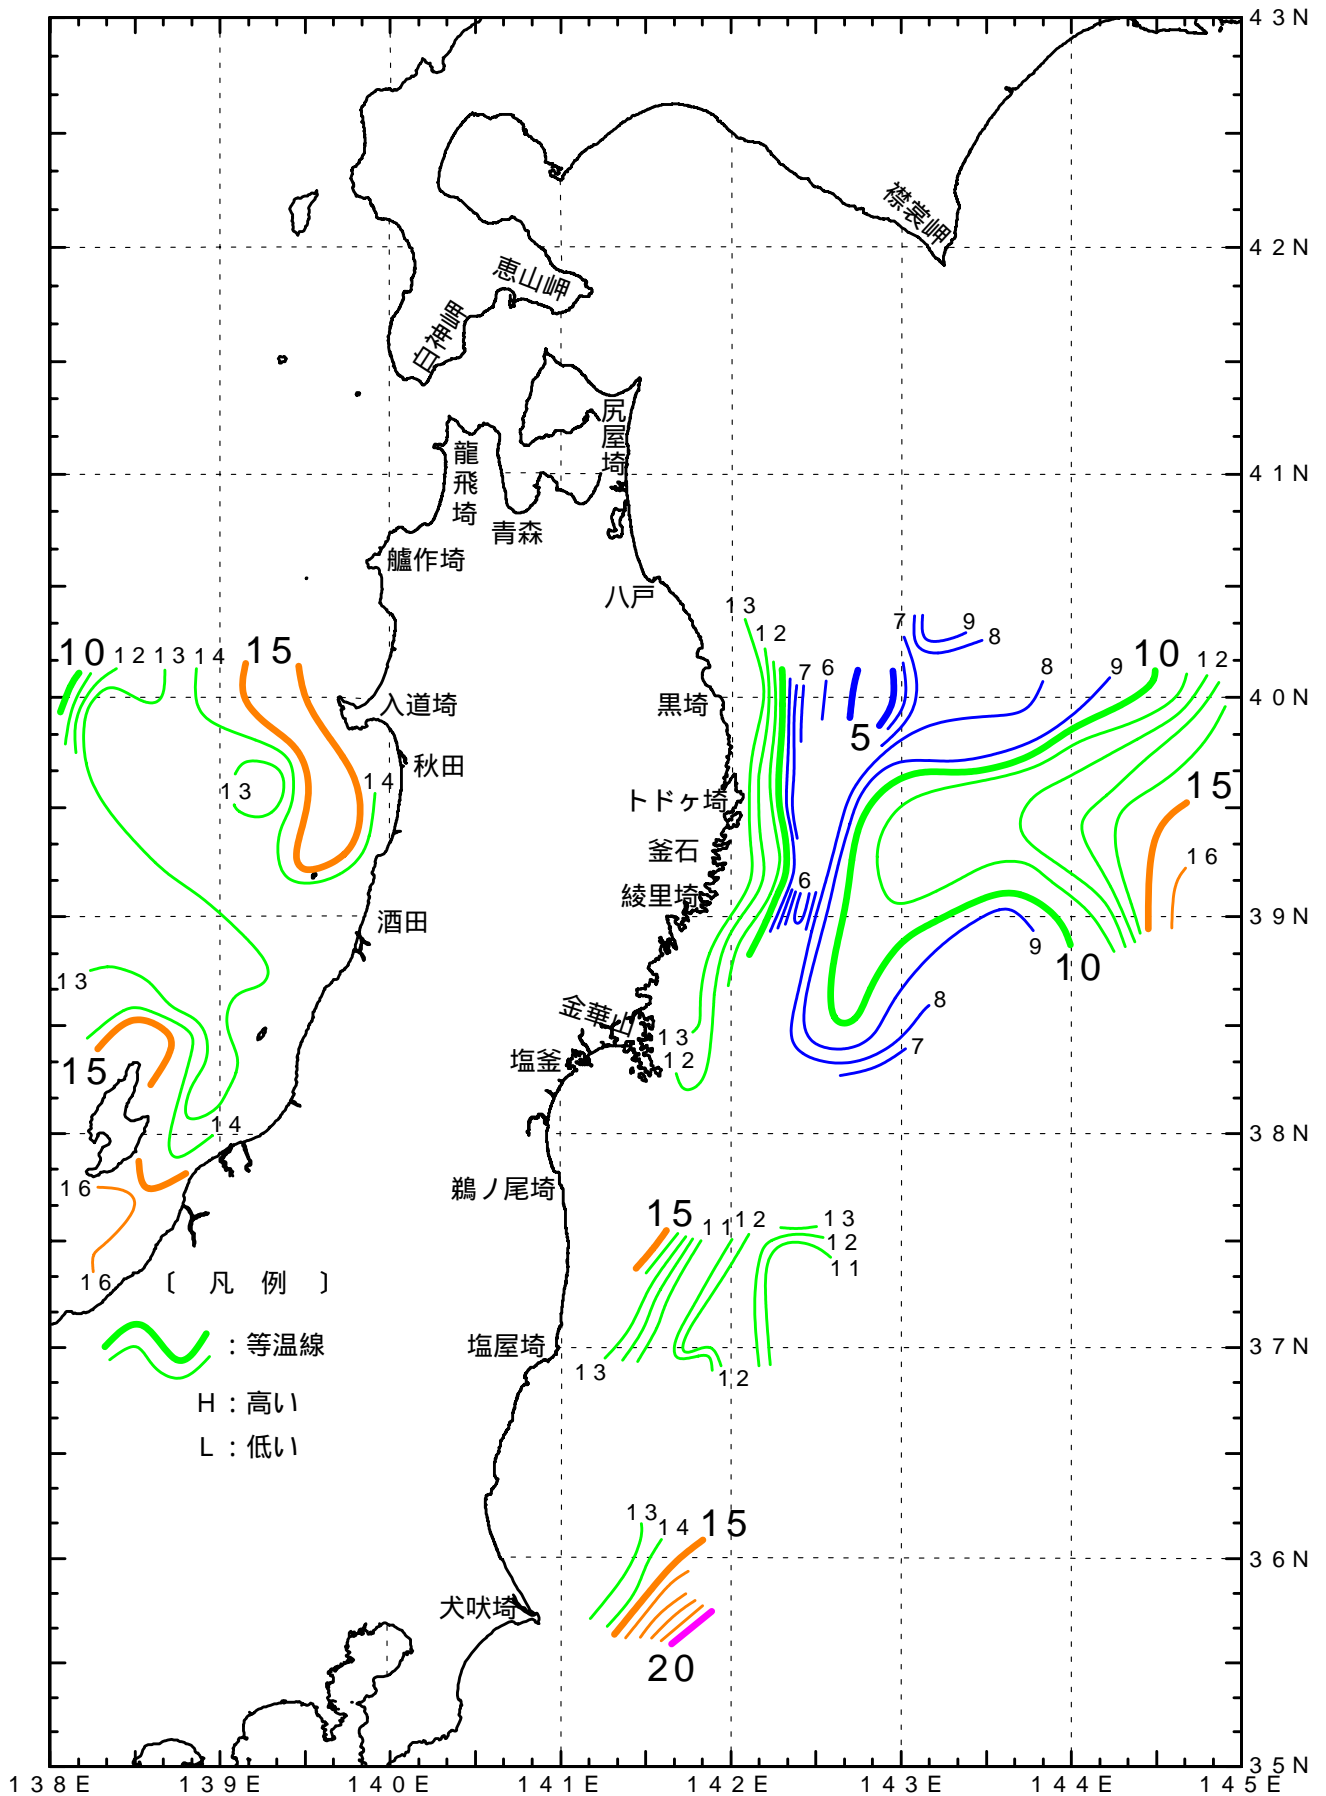 43N
襟裳岬
42N
恵山岬
白神岬
尻屋埼
龍飛埼
41N
青森
艫作埼
八戸
13
12
7
9
8
10
12
13
14
15
7
6
8
9
10
12
入道埼
黒埼
40N
5
秋田
14
13
トドヶ埼
15
釜石
16
6
綾里埼
39N
酒田
9
10
13
8
金華山
13
12
7
15
塩釜
14
38N
16
鵜ノ尾埼
15
11
12
13
12
11
16
〔 凡 例 〕
:等温線
塩屋埼
37N
13
12
H:高い
L:低い
13
14
15
36N
犬吠埼
20
35N
138E
139E
140E
141E
142E
143E
144E
145E